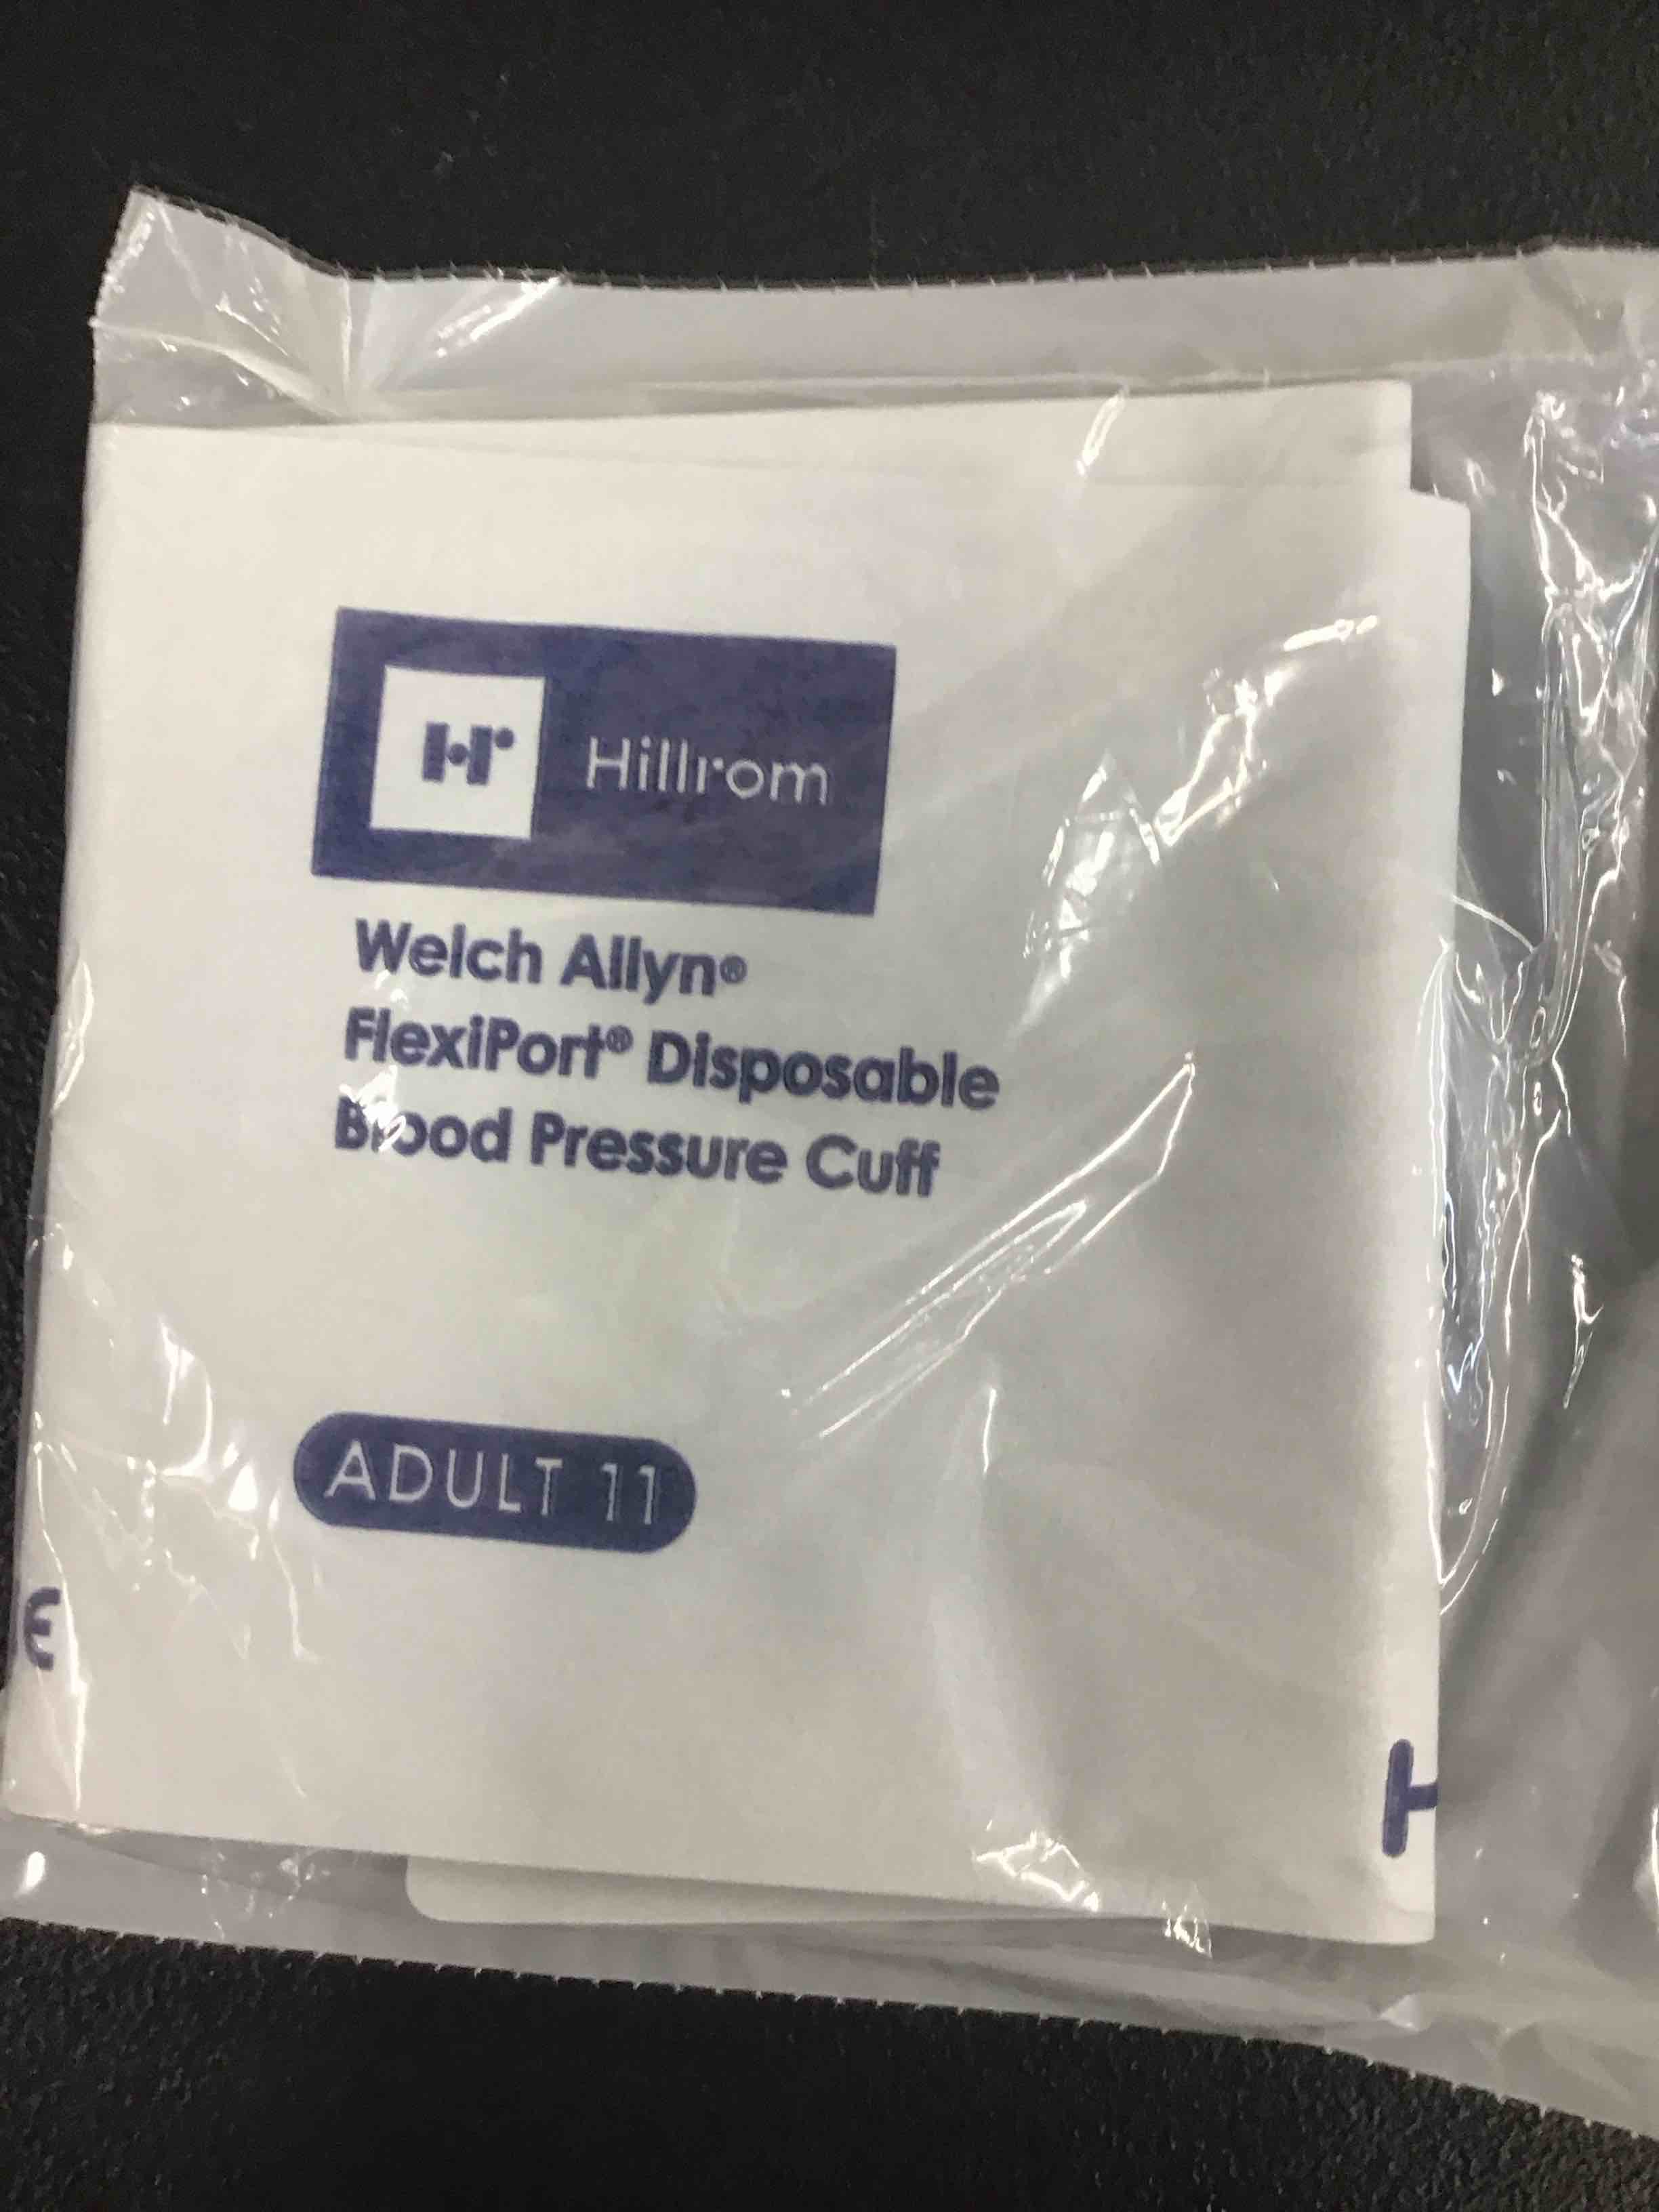 Hillrom
Welch Allyn®
FlexiPort® Disposable
Blood Pressure Cuff
ADULT 11